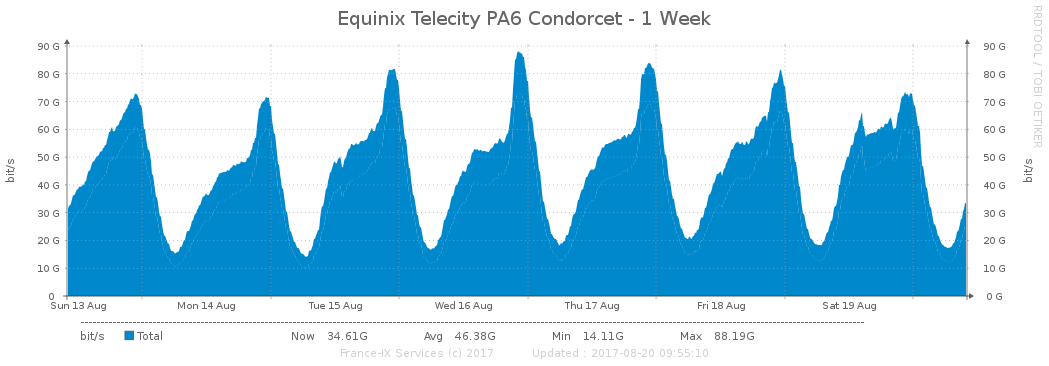 Equinix Telecity PA6 Condorcet - 1 Week
RRDTOOL / TOBI OETIKER
bit/s
bit/s
90 G 90 G
80 G 80 G
70 G 70 G
60 G 60 G
50 G 50 G
40 G 40 G
30 G 30 G
20 G 20 G
10 G 10 G
0 0 G
Sun 13 Aug Mon 14 Aug Tue 15 Aug Wed 16 Aug Thu 17 Aug Fri 18 Aug Sat 19 Aug
bit/s Total Now 34.61G Avg 46.38G Min 14.11G Max 88.19G
France-IX Services (c) 2017 Updated : 2017-08-20 09:55:10